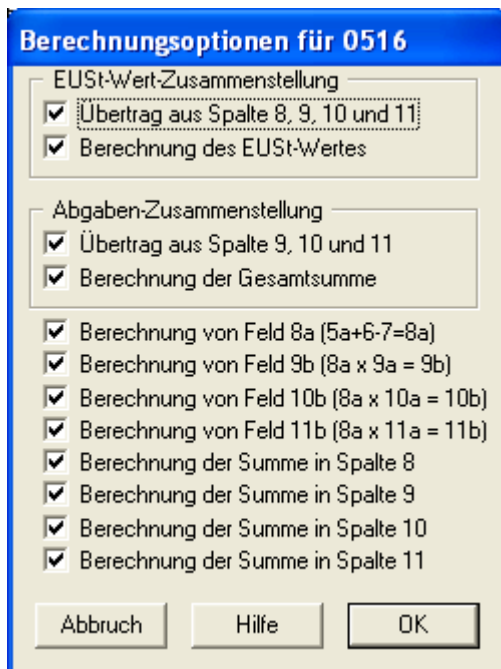 Berechnungsoptionen für 0516
EUSt-Wert-Zusammenstellung
Übertrag aus Spalte 8, 9, 10 und 11
Berechnung des EUSt-Wertes
Abgaben-Zusammenstellung
Übertrag aus Spalte 9, 10 und 11
Berechnung der Gesamtsumme
Berechnung von Feld 8a (5a+6-7=8a)
Berechnung von Feld 9b (8a x 9a = 9b)
Berechnung von Feld 10b (8a x 10a = 10b)
Berechnung von Feld 11b (8a x 11a = 11b)
Berechnung der Summe in Spalte 8
Berechnung der Summe in Spalte 9
Berechnung der Summe in Spalte 10
Berechnung der Summe in Spalte 11
Abbruch Hilfe OK